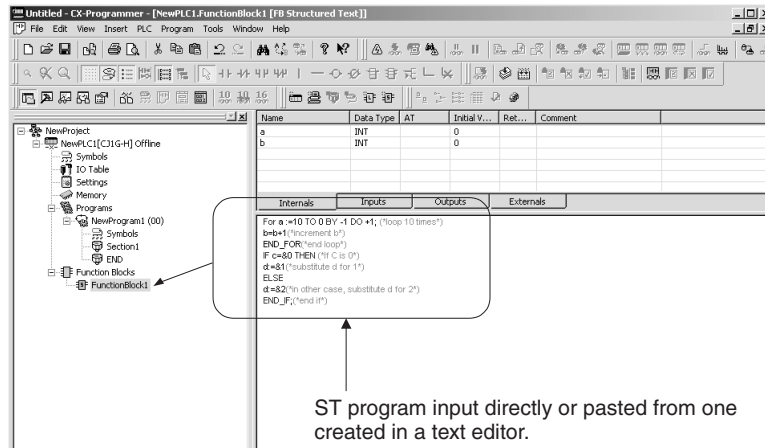 Untitled - CX-Programmer - [NewPLC1.FunctionBlock1 [FB Structured Text]]
File Edit View Insert PLC Program Tools Window Help
10 10 16
NewProject
NewPLC1[CJ1G-H] Offline
Symbols
IO Table
Settings
Memory
Programs
NewProgram1 (00)
Symbols
Section1
END
Function Blocks
FunctionBlock1
Name Data Type AT Initial V... Ret... Comment
a INT 0
b INT 0
Internals Inputs Outputs Externals
For a :=10 TO 0 BY -1 DO +1; (*loop 10 times*)
b=b+1(*increment b*)
END_FOR(*end loop*)
IF c=&0 THEN (*If C is 0*)
d:=&1(*substitute d for 1*)
ELSE
d:=&2(*in other case, substitute d for 2*)
END_IF;(*end if*)
ST program input directly or pasted from one
created in a text editor.